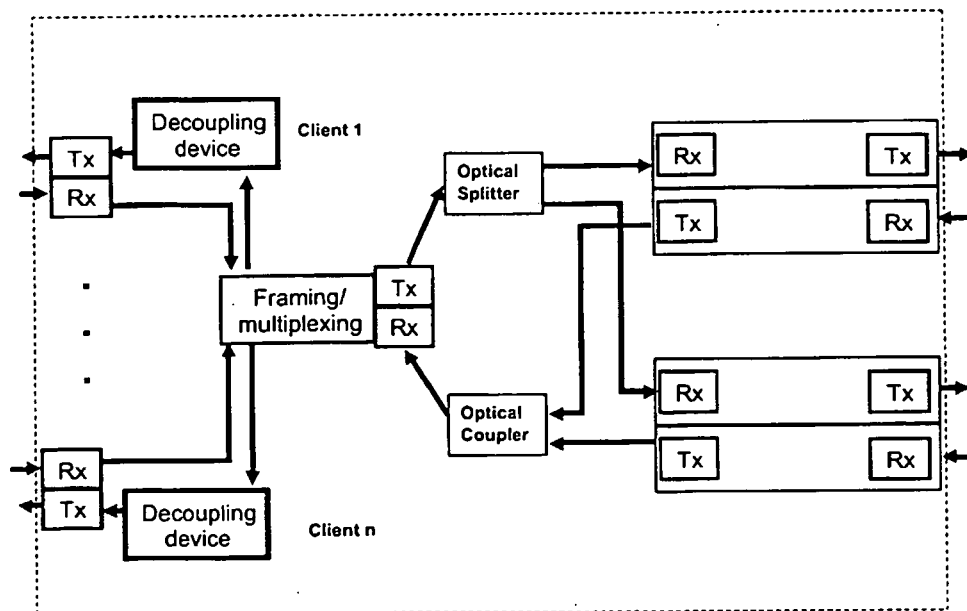 Decoupling
device
Client 1
Tx
Rx
Optical
Splitter
Rx
Tx
Tx
Rx
Framing/
multiplexing
Tx
Rx
Optical
Coupler
Rx
Tx
Tx
Rx
Rx
Tx
Decoupling
device
Client n